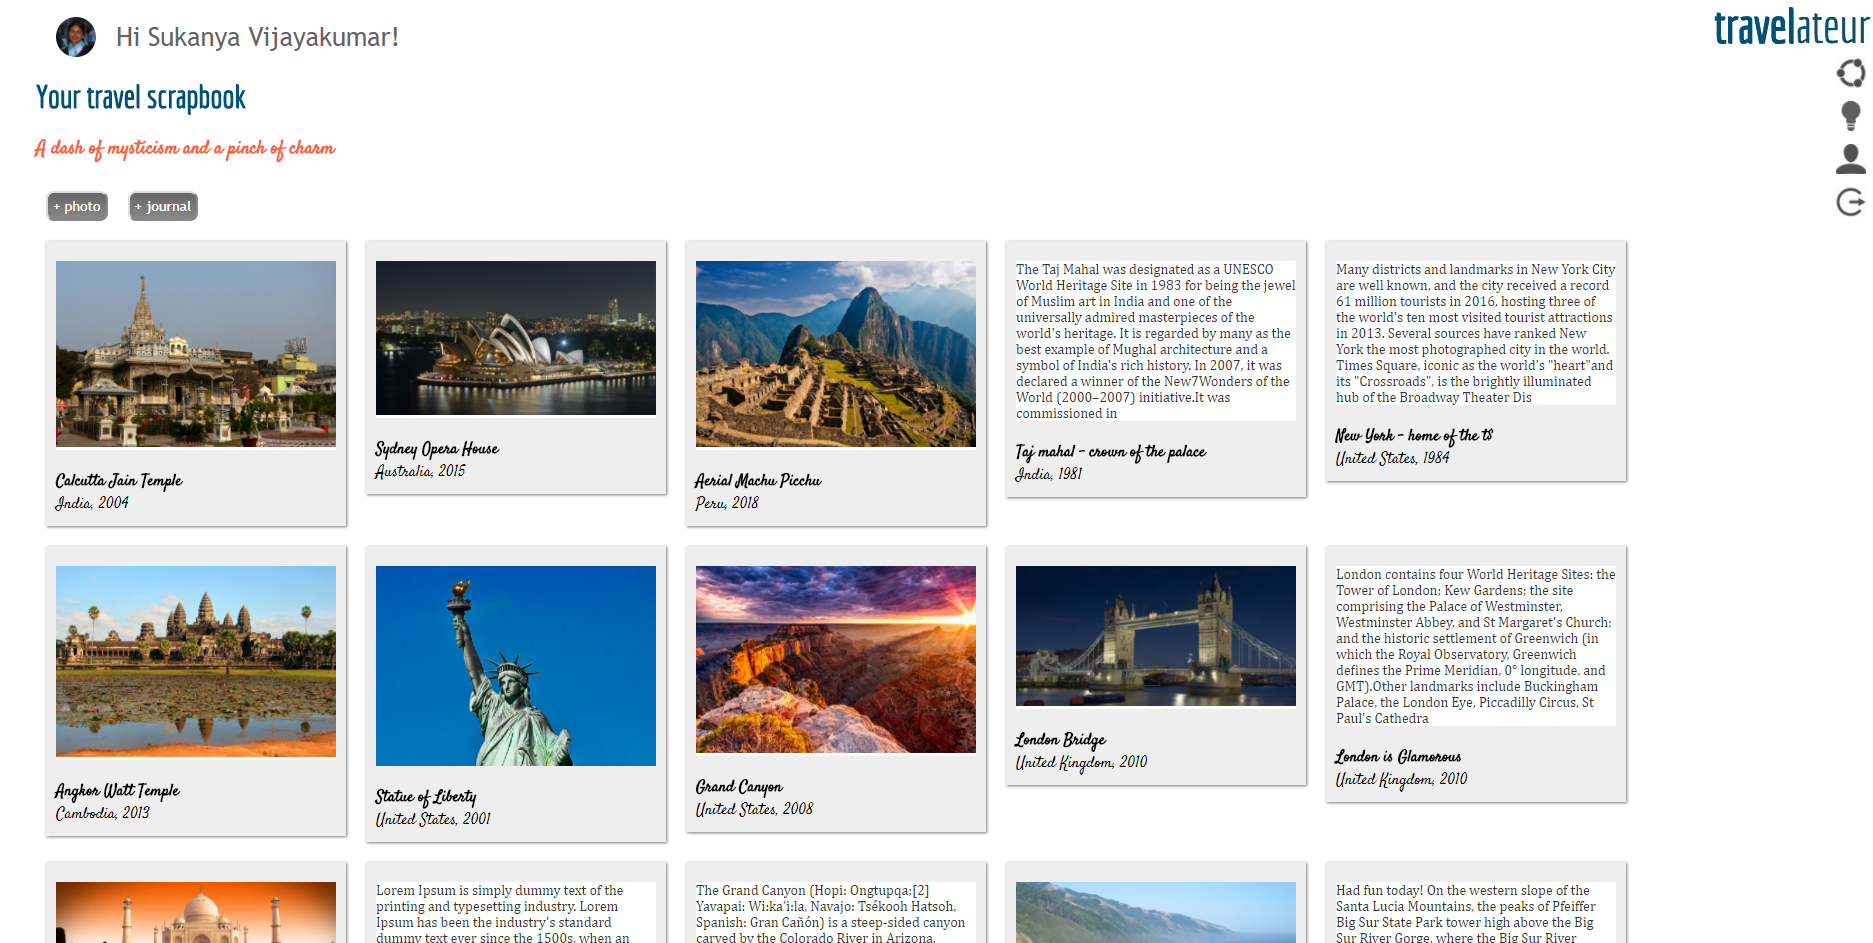 Hi Sukanya Vijayakumar!
travelateur
Your travel scrapbook
A dash of mysticism and a pinch of charm
+ photo
+ journal
Calcutta Jain Temple
India, 2004
Sydney Opera House
Australia, 2015
Aerial Machu Picchu
Peru, 2018
The Taj Mahal was designated as a UNESCO
World Heritage Site in 1983 for being the jewel
of Muslim art in India and one of the
universally admired masterpieces of the
world's heritage. It is regarded by many as the
best example of Mughal architecture and a
symbol of India's rich history. In 2007, it was
declared a winner of the New7Wonders of the
World (2000–2007) initiative.It was
commissioned in
Taj mahal - crown of the palace
India, 1981
Many districts and landmarks in New York City
are well known, and the city received a record
61 million tourists in 2016, hosting three of
the world's ten most visited tourist attractions
in 2013. Several sources have ranked New
York the most photographed city in the world.
Times Square, iconic as the world's "heart"and
its "Crossroads", is the brightly illuminated
hub of the Broadway Theater Dis
New York - home of the t$
United States, 1984
Angkor Watt Temple
Cambodia, 2013
Statue of Liberty
United States, 2001
Grand Canyon
United States, 2008
London Bridge
United Kingdom, 2010
London contains four World Heritage Sites: the
Tower of London; Kew Gardens; the site
comprising the Palace of Westminster,
Westminster Abbey, and St Margaret's Church;
and the historic settlement of Greenwich (in
which the Royal Observatory, Greenwich
defines the Prime Meridian, 0° longitude, and
GMT).Other landmarks include Buckingham
Palace, the London Eye, Piccadilly Circus, St
Paul's Cathedra
London is Glamorous
United Kingdom, 2010
Lorem Ipsum is simply dummy text of the
printing and typesetting industry. Lorem
Ipsum has been the industry's standard
dummy text ever since the 1500s, when an
The Grand Canyon (Hopi: Ongtupqa;[2]
Yavapai: Wi:kaʼi:la, Navajo: Tsékooh Hatsoh,
Spanish: Gran Cañón) is a steep-sided canyon
carved by the Colorado River in Arizona,
Had fun today! On the western slope of the
Santa Lucia Mountains, the peaks of Pfeiffer
Big Sur State Park tower high above the Big
Sur River Gorge, where the Big Sur River